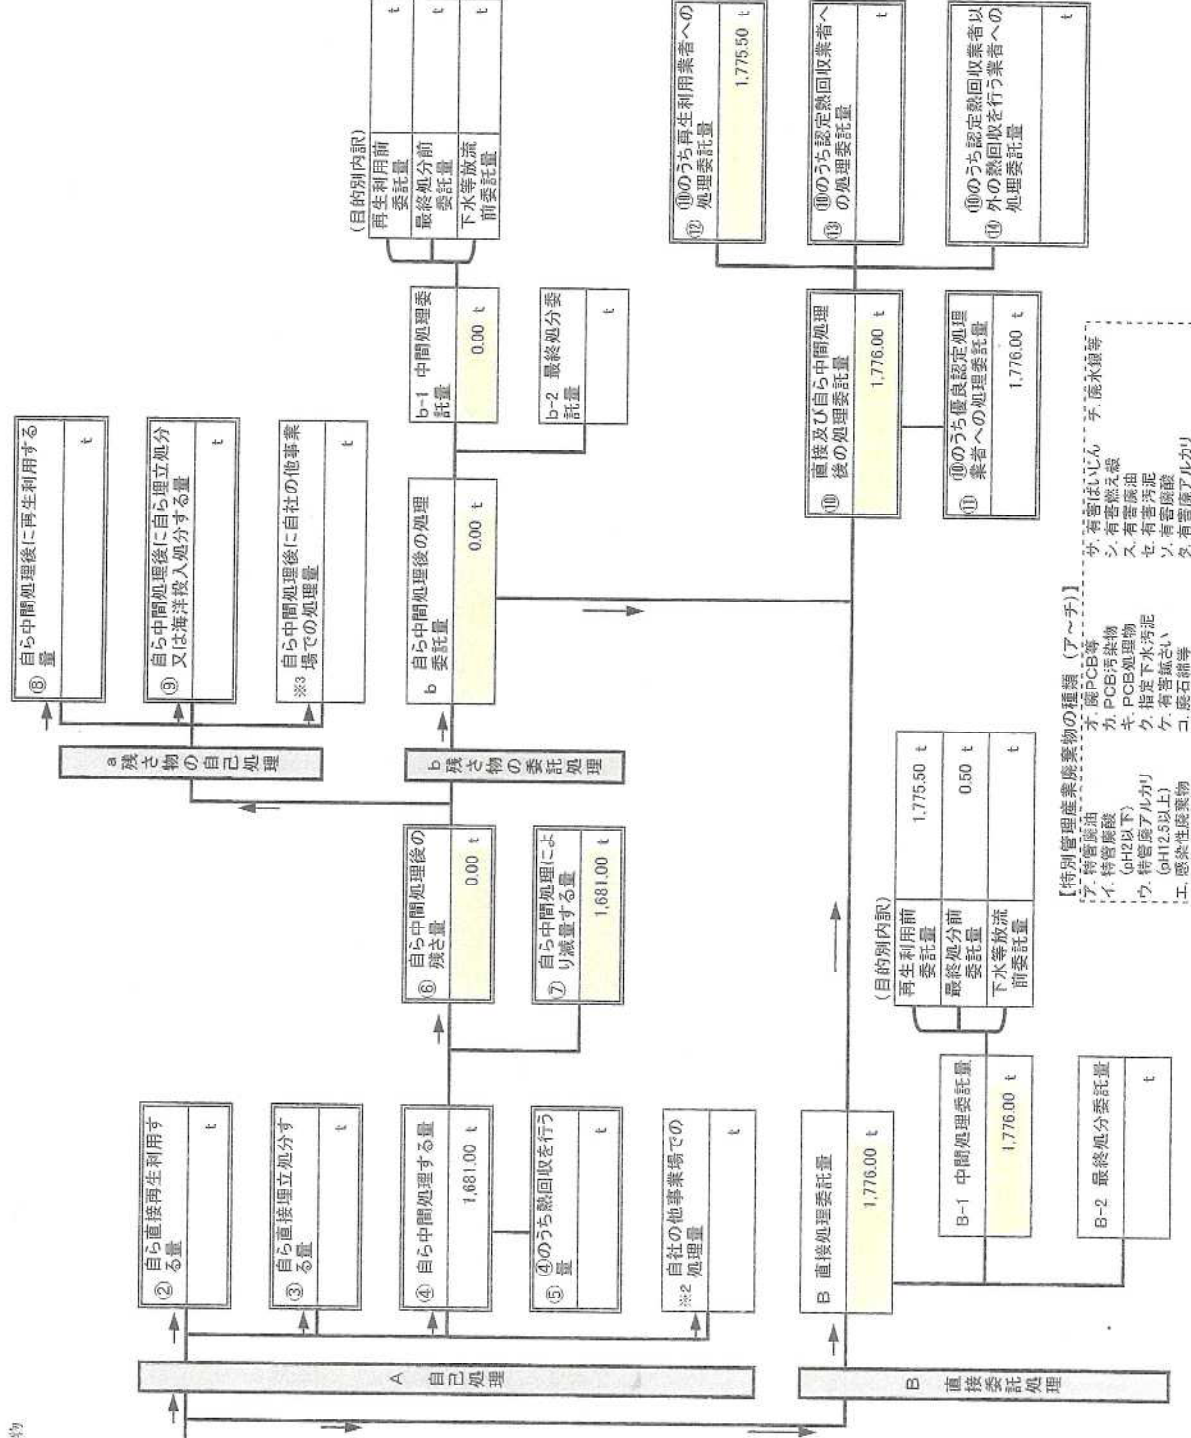 物
A 自己処理
② 自ら直接再生利用す
る量
t
③ 自ら直接埋立処分す
る量
t
④ 自ら中間処理する量
1,681.00 t
⑤ ④のうち熱回収を行う
量
t
※2 自社の他事業場での
処理量
t
⑥ 自ら中間処理後の
残さ量
0.00 t
⑦ 自ら中間処理によ
り減量する量
1,681.00 t
a 残さ物の自己処理
⑧ 自ら中間処理後に再生利用する
量
t
⑨ 自ら中間処理後に自ら埋立処分
又は海洋投入処分する量
t
※3 自ら中間処理後に自社の他事業
場での処理量
t
b 残さ物の委託処理
b 自ら中間処理後の処理
委託量
0.00 t
b-1 中間処理委
託量
0.00 t
b-2 最終処分委
託量
t
(目的別内訳)
再生利用前
委託量
t
最終処分前
委託量
t
下水等放流
前委託量
t
B 直接委託処理
B 直接処理委託量
1,776.00 t
B-1 中間処理委託量
1,776.00 t
B-2 最終処分委託量
t
(目的別内訳)
再生利用前
委託量
1,775.50 t
最終処分前
委託量
0.50 t
下水等放流
前委託量
t
⑩ 直接及び自ら中間処理
後の処理委託量
1,776.00 t
⑪ ⑩のうち優良認定処理
業者への処理委託量
1,776.00 t
⑫ ⑩のうち再生利用業者への
処理委託量
1,775.50 t
⑬ ⑩のうち認定熱回収業者へ
の処理委託量
t
⑭ ⑩のうち認定熱回収業者以
外の熱回収を行う業者への
処理委託量
t
【特別管理産業廃棄物の種類 (ア～チ)】
ア. 特管廃油
イ. 特管廃酸
(pH2以下)
ウ. 特管廃アルカリ
(pH12.5以上)
エ. 感染性廃棄物
オ. 廃PCB等
カ. PCB汚染物
キ. PCB処理物
ク. 指定下水汚泥
ケ. 有害鉱さい
コ. 廃石綿等
サ. 有害ばいじん
シ. 有害燃え殻
ス. 有害廃油
セ. 有害汚泥
ソ. 有害廃酸
タ. 有害廃アルカリ
チ. 廃水銀等